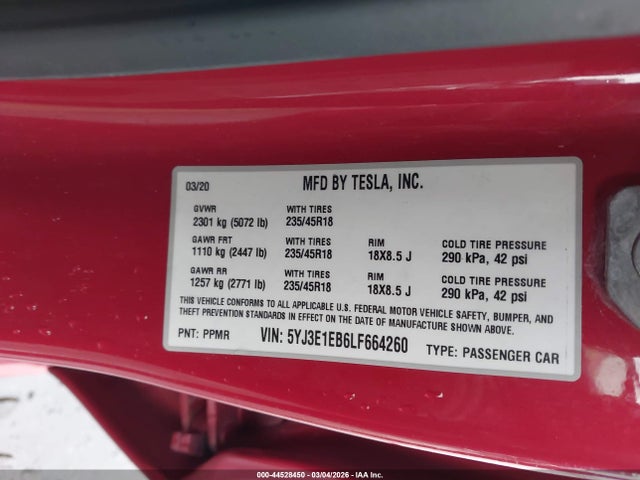 03/20 MFD BY TESLA, INC.
GVWR WITH TIRES
2301 kg (5072 lb) 235/45R18
GAWR FRT WITH TIRES RIM COLD TIRE PRESSURE
1110 kg (2447 lb) 235/45R18 18X8.5 J 290 kPa, 42 psi
GAWR RR WITH TIRES RIM COLD TIRE PRESSURE
1257 kg (2771 lb) 235/45R18 18X8.5 J 290 kPa, 42 psi
THIS VEHICLE CONFORMS TO ALL APPLICABLE U.S. FEDERAL MOTOR VEHICLE SAFETY, BUMPER, AND
THEFT PREVENTION STANDARDS IN EFFECT ON THE DATE OF MANUFACTURE SHOWN ABOVE.
PNT: PPMR VIN: 5YJ3E1EB6LF664260 TYPE: PASSENGER CAR
000-44528450 - 03/04/2026 - IAA Inc.